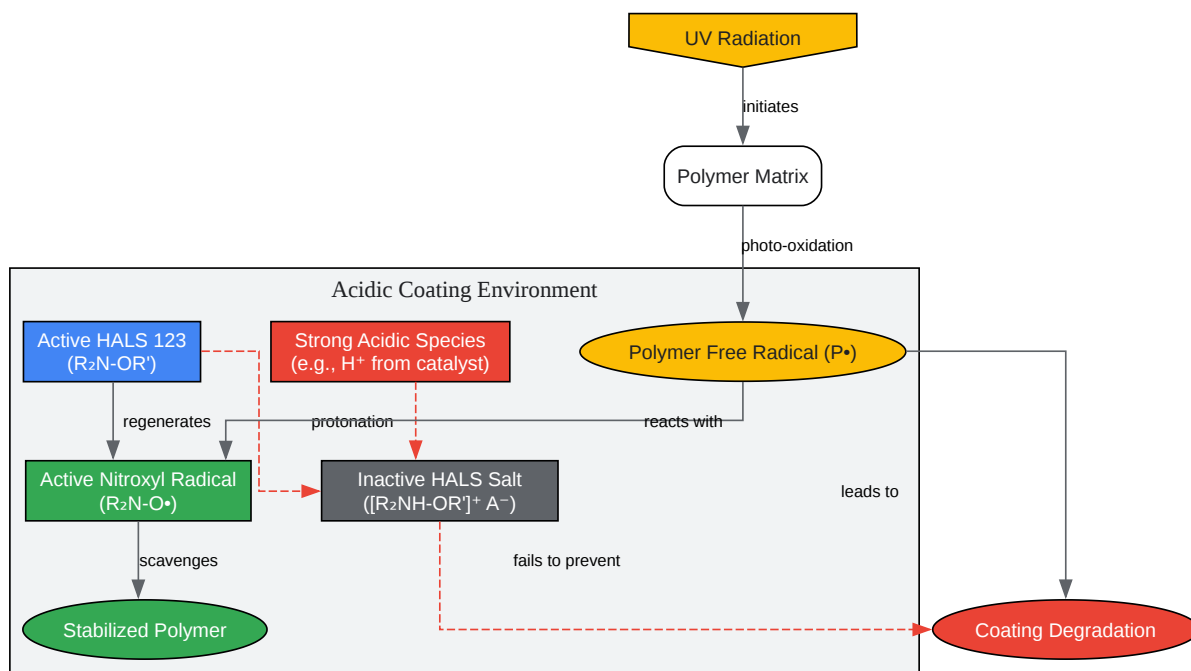 UV Radiation
initiates
Polymer Matrix
photo-oxidation
Acidic Coating Environment
Active HALS 123
(R₂N-OR')
Strong Acidic Species
(e.g., H⁺ from catalyst)
Polymer Free Radical (P•)
regenerates
protonation
reacts with
Active Nitroxyl Radical
(R₂N-O•)
Inactive HALS Salt
([R₂NH-OR']⁺ A⁻)
leads to
scavenges
fails to prevent
Stabilized Polymer
Coating Degradation